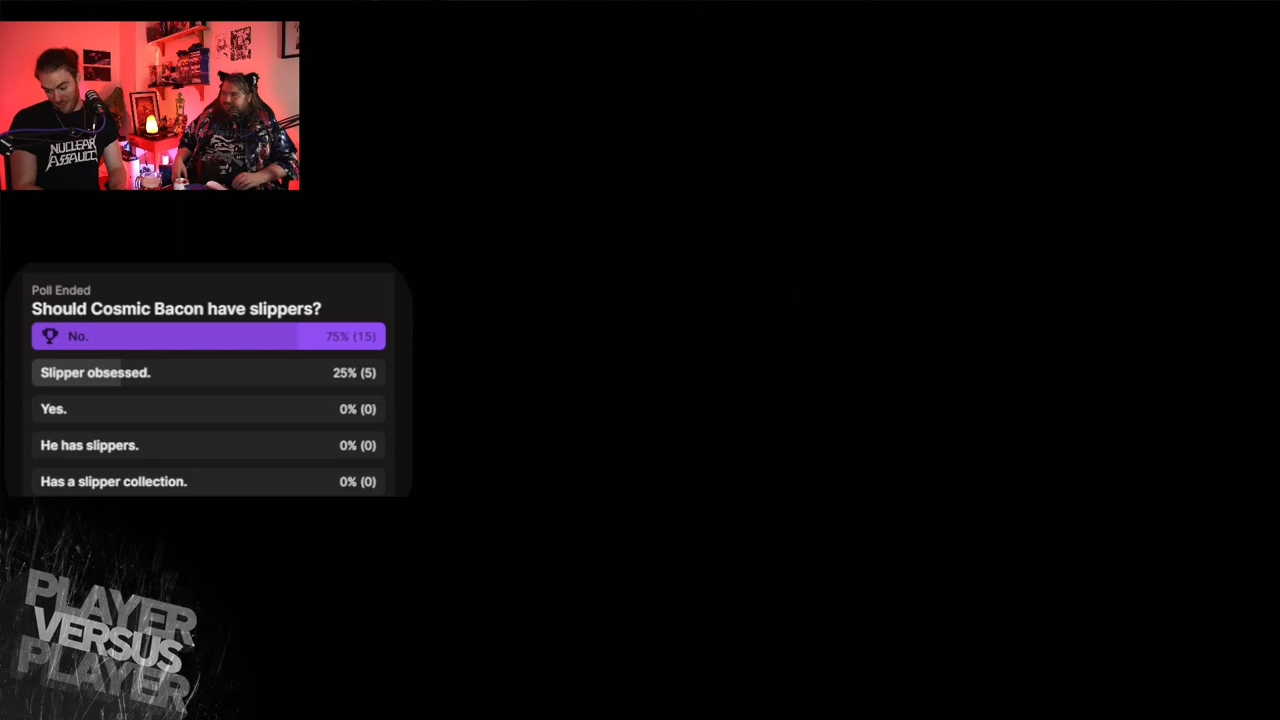 NUCLEAR
ASSAULT
Poll Ended
Should Cosmic Bacon have slippers?
No. 75% (15)
Slipper obsessed. 25% (5)
Yes. 0% (0)
He has slippers. 0% (0)
Has a slipper collection. 0% (0)
PLAYER
VERSUS
PLAYER